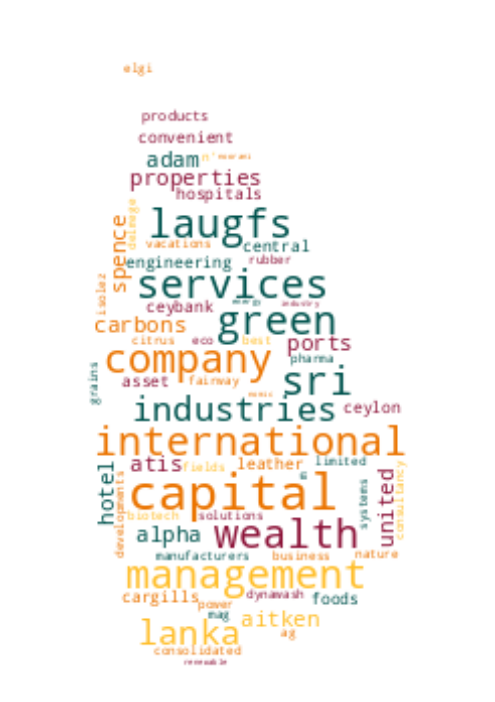 elgi
products
convenient
adam
properties
hospitals
laugfs
spence
delmege
vacations central
engineering rubber
services
isolez
ceybank energy industry
carbons green
citrus eco best ports
company pharma
grains
asset fairway sri
industries ceylon
international
atis fields leather limited
hotel
developments
capital
g
united
consultancy
systems
biotech solutions
alpha wealth
manufacturers business nature
management
cargills dynawash foods
power
mag aitken
lanka ag
consolidated
renewable